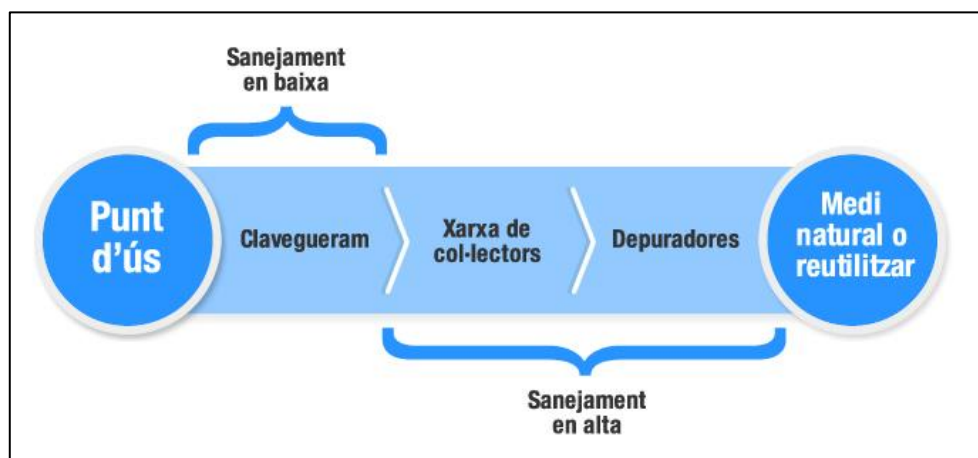 Sanejament
en baixa
Punt
d'ús
Clavegueram
Xarxa de
col·lectors
Depuradores
Medi
natural o
reutilitzar
Sanejament
en alta